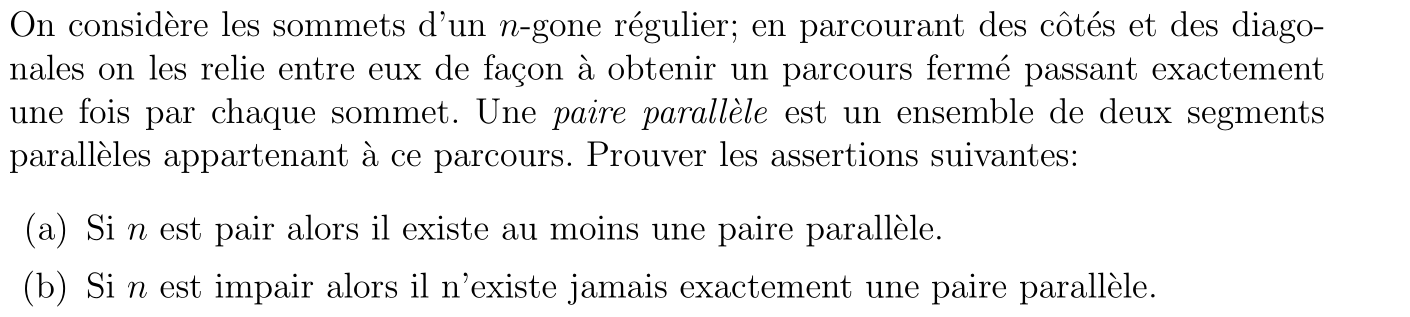 On considère les sommets d'un n-gone régulier; en parcourant des côtés et des diago-
nales on les relie entre eux de façon à obtenir un parcours fermé passant exactement
une fois par chaque sommet. Une paire parallèle est un ensemble de deux segments
parallèles appartenant à ce parcours. Prouver les assertions suivantes:
(a) Si n est pair alors il existe au moins une paire parallèle.
(b) Si n est impair alors il n'existe jamais exactement une paire parallèle.